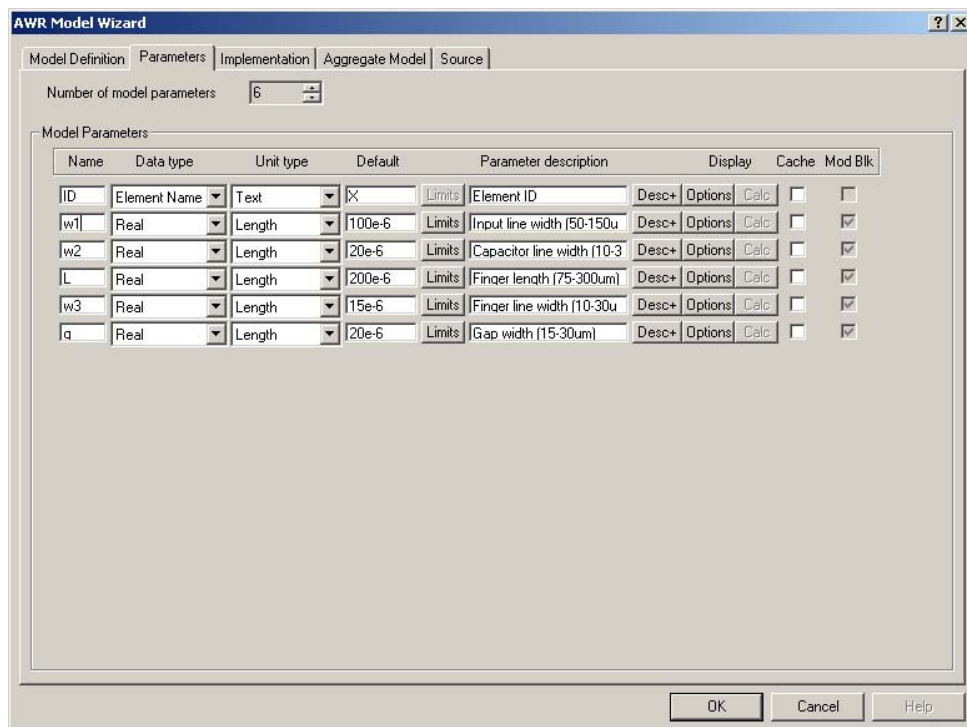 AWR Model Wizard
Model Definition Parameters Implementation Aggregate Model Source
Number of model parameters 6
Model Parameters
Name Data type Unit type Default Parameter description Display Cache Mod Blk
ID Element Name Text X Limits Element ID Desc+ Options Calc
w1 Real Length 100e-6 Limits Input line width (50-150u Desc+ Options Calc
w2 Real Length 20e-6 Limits Capacitor line width (10-3 Desc+ Options Calc
L Real Length 200e-6 Limits Finger length (75-300um) Desc+ Options Calc
w3 Real Length 15e-6 Limits Finger line width (10-30u Desc+ Options Calc
g Real Length 20e-6 Limits Gap width (15-30um) Desc+ Options Calc
OK Cancel Help